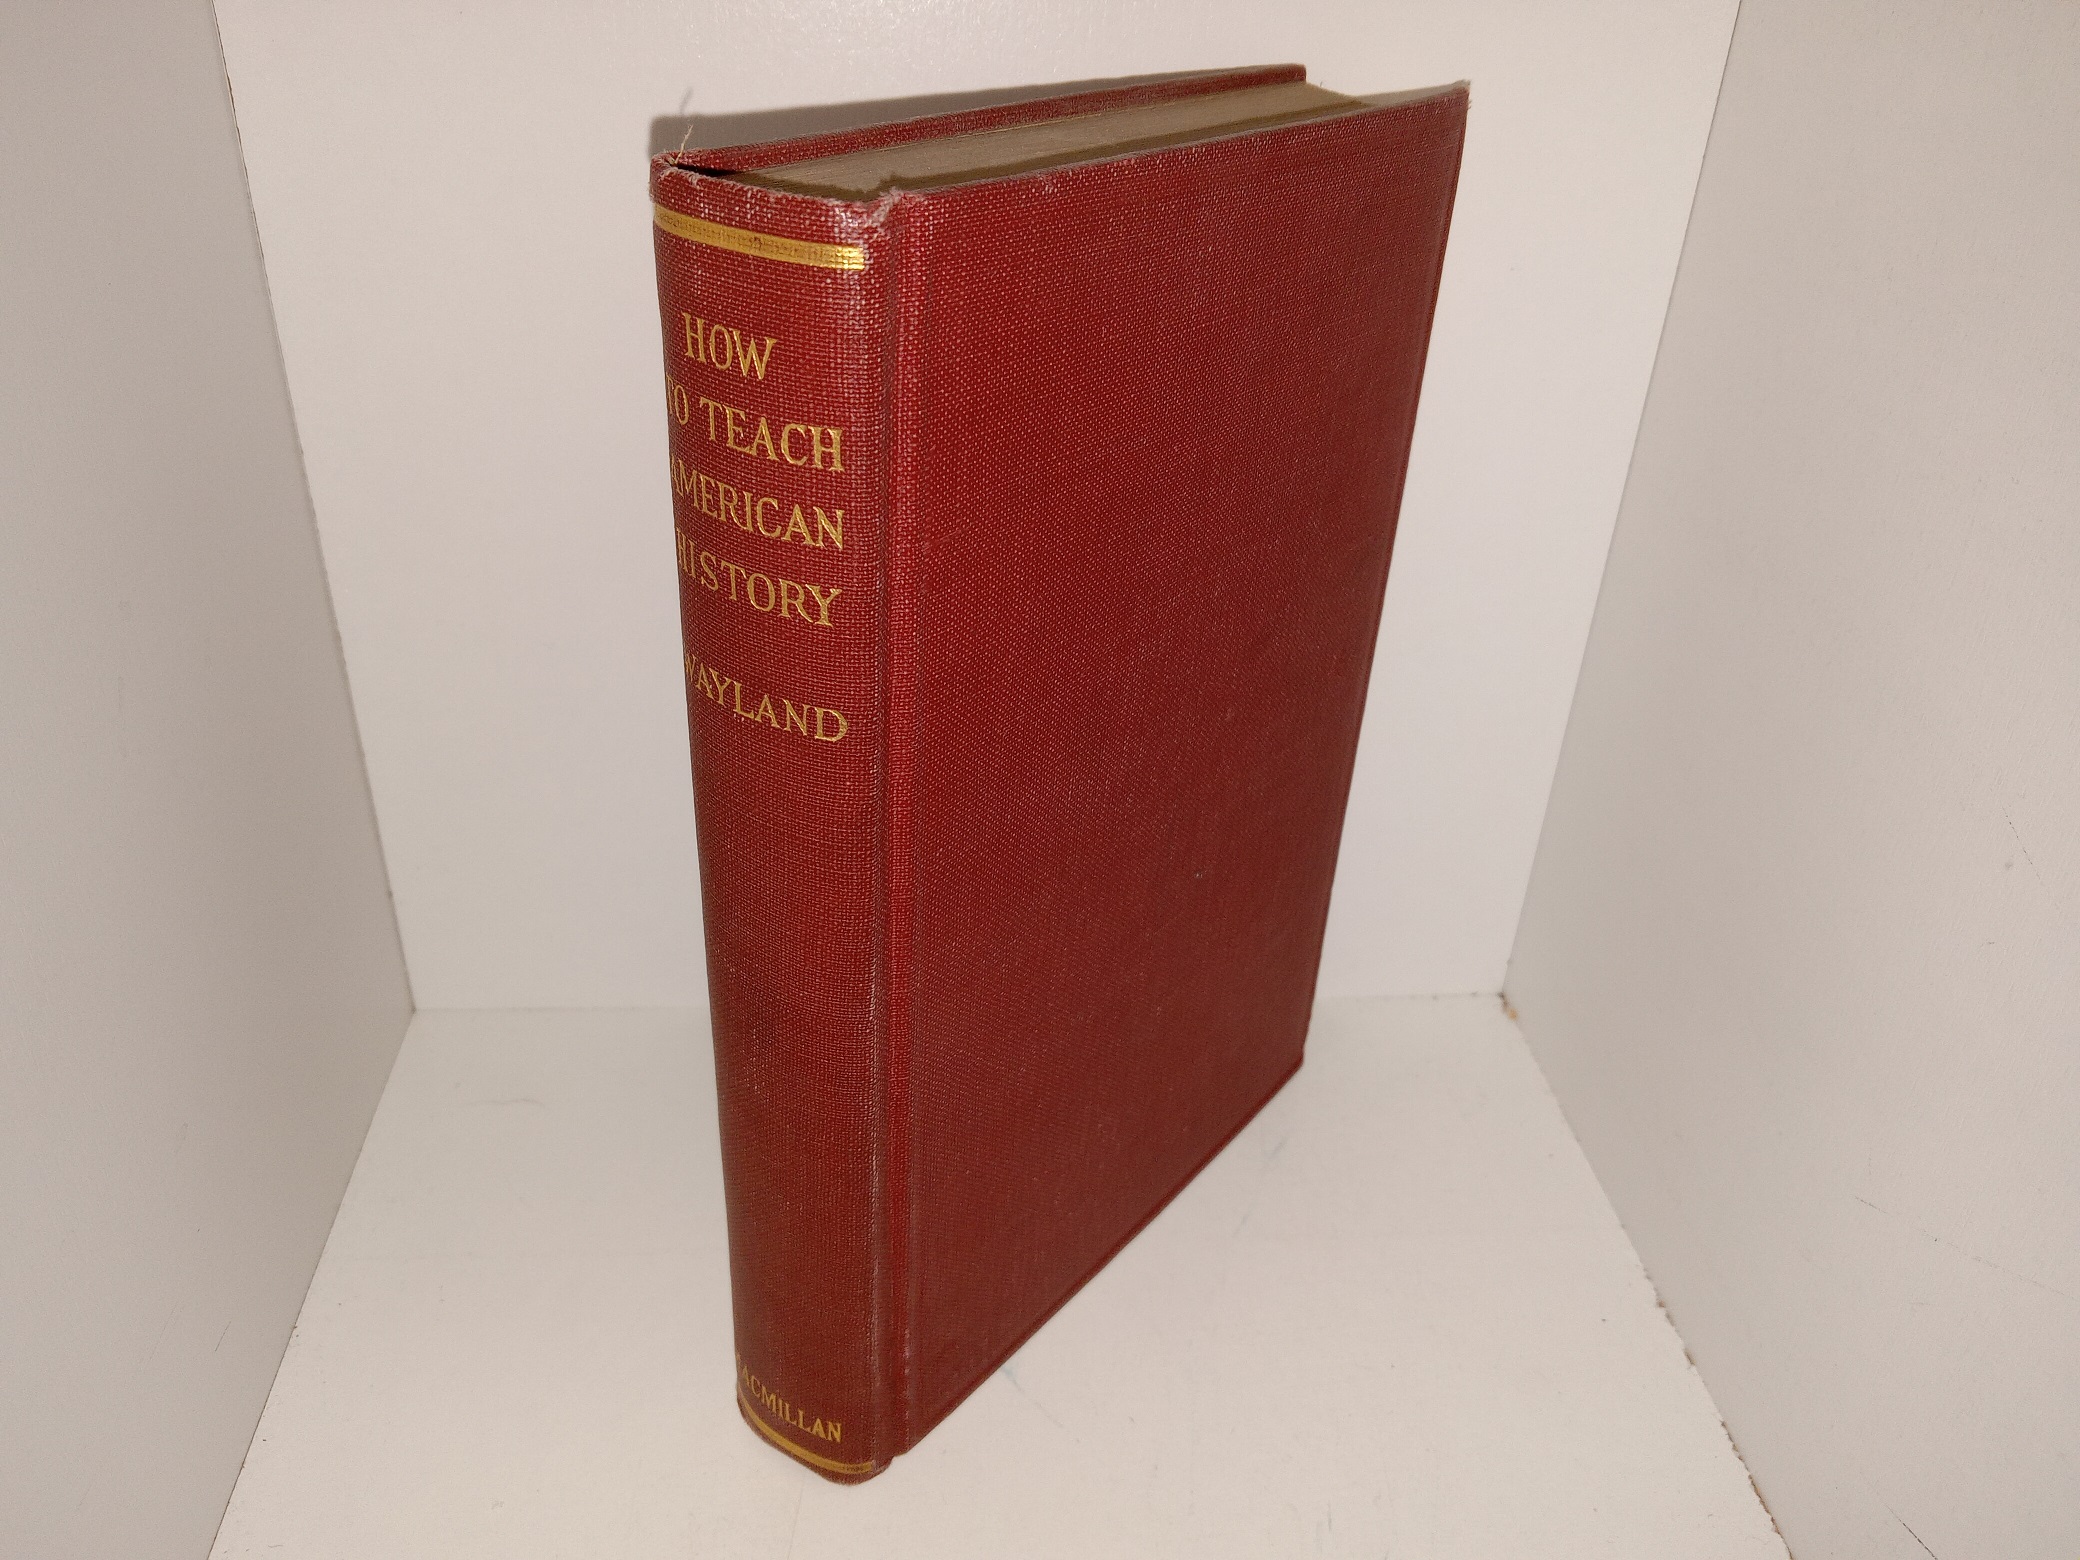 HOW
TO TEACH
AMERICAN
HISTORY
WAYLAND
MACMILLAN